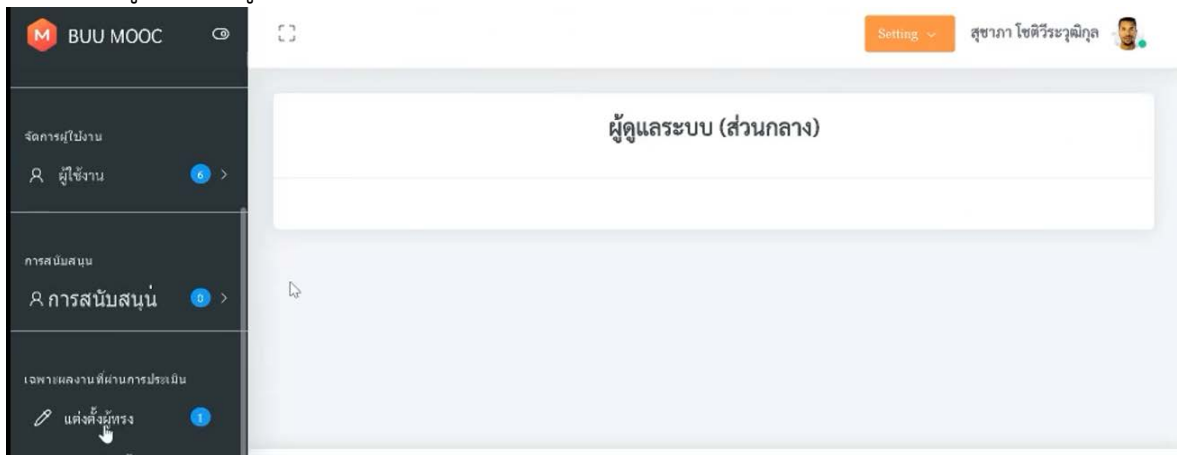 BUU MOOC
Setting
สุชาภา โชติวีระวุฒิกุล
ผู้ดูแลระบบ (ส่วนกลาง)
จัดการผู้ใช้งาน
ผู้ใช้งาน 6
การสนับสนุน
การสนับสนุน่ 0
เฉพาะผลงานที่ผ่านการประเมิน
แต่งตั้งผู้ทรง 1